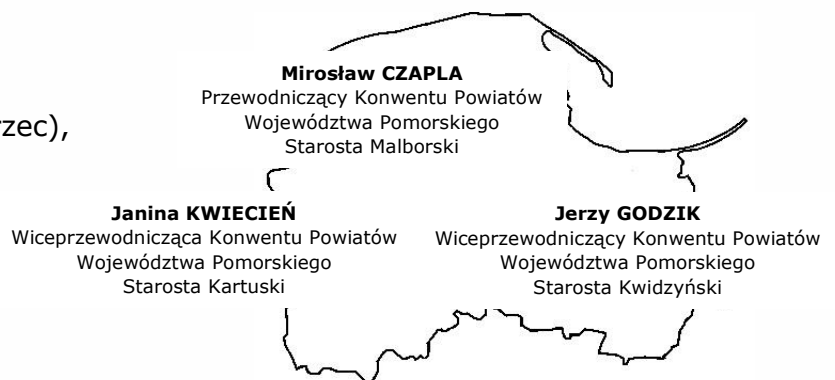 Mirosław CZAPLA
Przewodniczący Konwentu Powiatów
Województwa Pomorskiego
Starosta Malborski
rzec),
Janina KWIECIEŃ
Wiceprzewodnicząca Konwentu Powiatów
Województwa Pomorskiego
Starosta Kartuski
Jerzy GODZIK
Wiceprzewodniczący Konwentu Powiatów
Województwa Pomorskiego
Starosta Kwidzyński